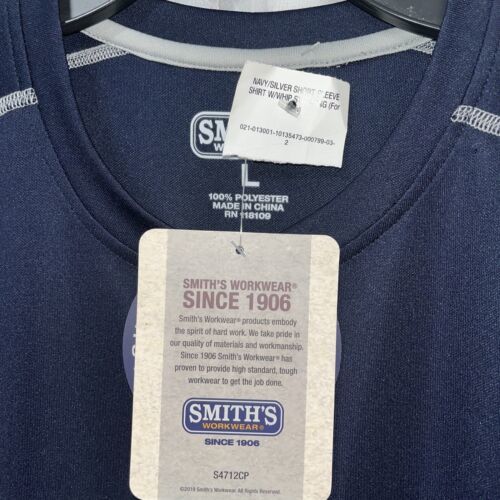 NAVY/SILVER SHORT SLEEVE
SHIRT W/WHIP (For
021-013001-10135473-000799-03-
2
SMITH'S
L
100% POLYESTER
MADE IN CHINA
RN 118109
SMITH'S WORKWEAR®
SINCE 1906
Smith's Workwear® products embody
the spirit of hard work. We take pride in
our quality of materials and workmanship.
Since 1906 Smith's Workwear® has
proven to provide high standard, tough
workwear to get the job done.
SMITH'S
WORKWEAR®
SINCE 1906
S4712CP
©2019 Smith's Workwear All Rights Reserved.